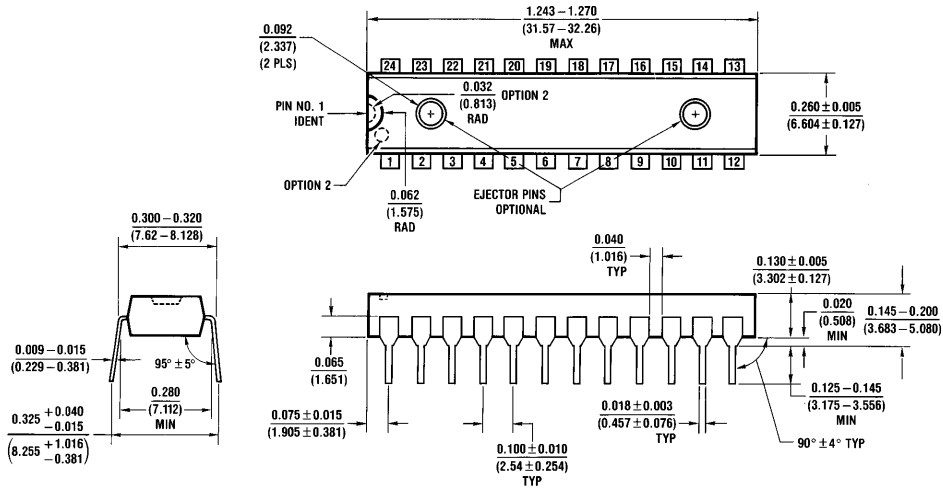 1.243 – 1.270
(31.57 – 32.26)
MAX
0.092
(2.337)
(2 PLS)
24 23 22 21 20 19 18 17 16 15 14 13
0.032
(0.813)
RAD
OPTION 2
PIN NO. 1
IDENT
0.260 ± 0.005
(6.604 ± 0.127)
1 2 3 4 5 6 7 8 9 10 11 12
OPTION 2
0.062
(1.575)
RAD
EJECTOR PINS
OPTIONAL
0.300 – 0.320
(7.62 – 8.128)
0.040
(1.016)
TYP
0.130 ± 0.005
(3.302 ± 0.127)
0.020
(0.508)
MIN
0.145 – 0.200
(3.683 – 5.080)
0.009 – 0.015
(0.229 – 0.381)
95° ± 5°
0.280
(7.112)
MIN
0.065
(1.651)
0.325 + 0.040
– 0.015
(8.255 + 1.016
– 0.381)
0.075 ± 0.015
(1.905 ± 0.381)
0.100 ± 0.010
(2.54 ± 0.254)
TYP
0.018 ± 0.003
(0.457 ± 0.076)
TYP
0.125 – 0.145
(3.175 – 3.556)
MIN
90° ± 4° TYP